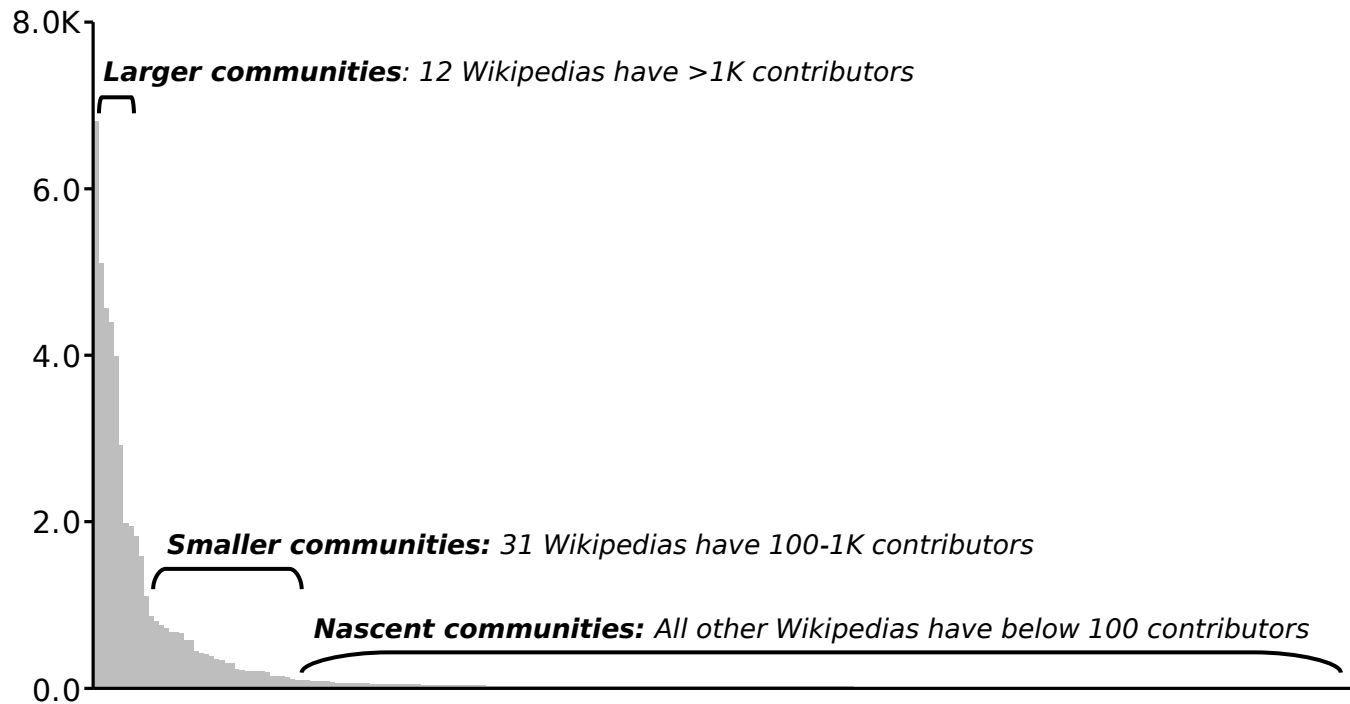 8.0K
Larger communities: 12 Wikipedias have >1K contributors
6.0
4.0
2.0
Smaller communities: 31 Wikipedias have 100-1K contributors
Nascent communities: All other Wikipedias have below 100 contributors
0.0